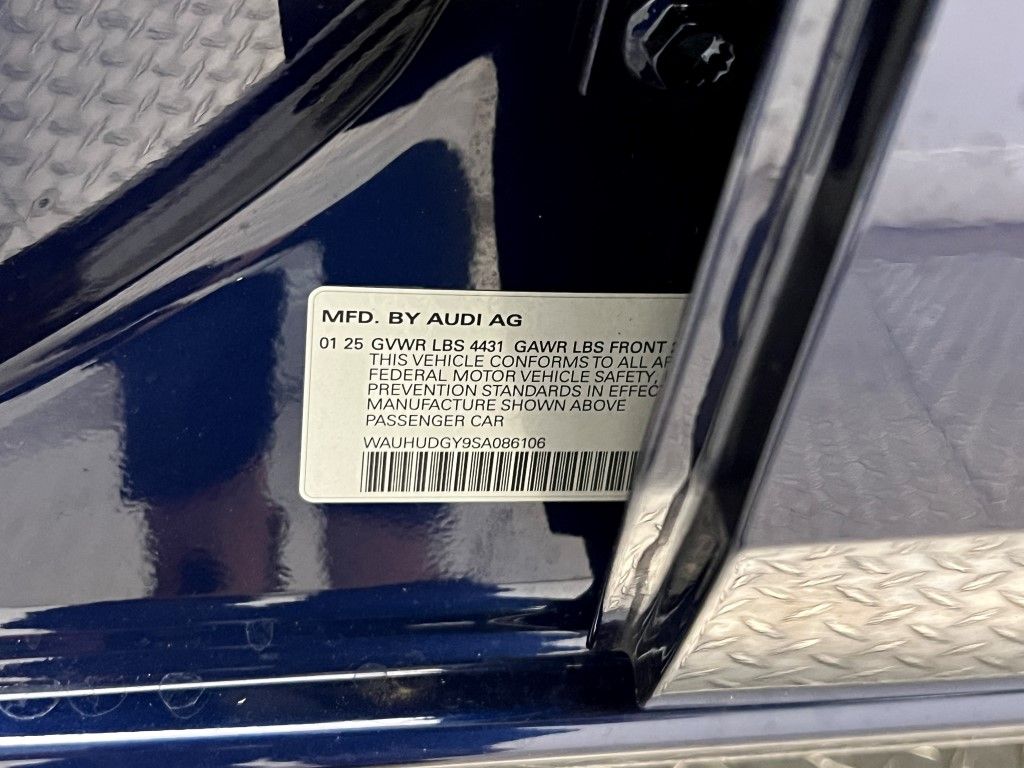 MFD. BY AUDI AG
01 25 GVWR LBS 4431 GAWR LBS FRONT
THIS VEHICLE CONFORMS TO ALL
FEDERAL MOTOR VEHICLE SAFETY,
PREVENTION STANDARDS IN EFFEC
MANUFACTURE SHOWN ABOVE
PASSENGER CAR
WAUHUDGY9SA086106